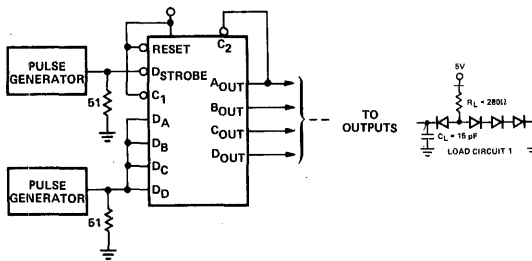 PULSE
GENERATOR
51
PULSE
GENERATOR
51
RESET
C2
DSTROBE
C1
DA
DB
DC
DD
AOUT
BOUT
COUT
DOUT
TO
OUTPUTS
5V
RL = 280Ω
CL = 15 pF
LOAD CIRCUIT 1